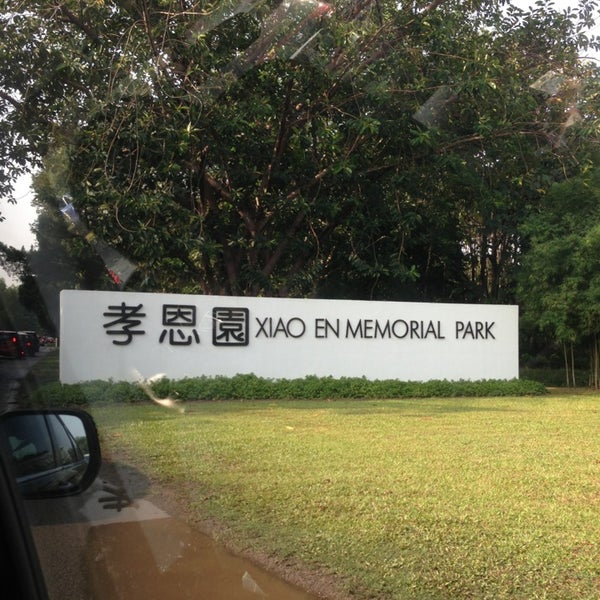 孝恩園 XIAO EN MEMORIAL PARK